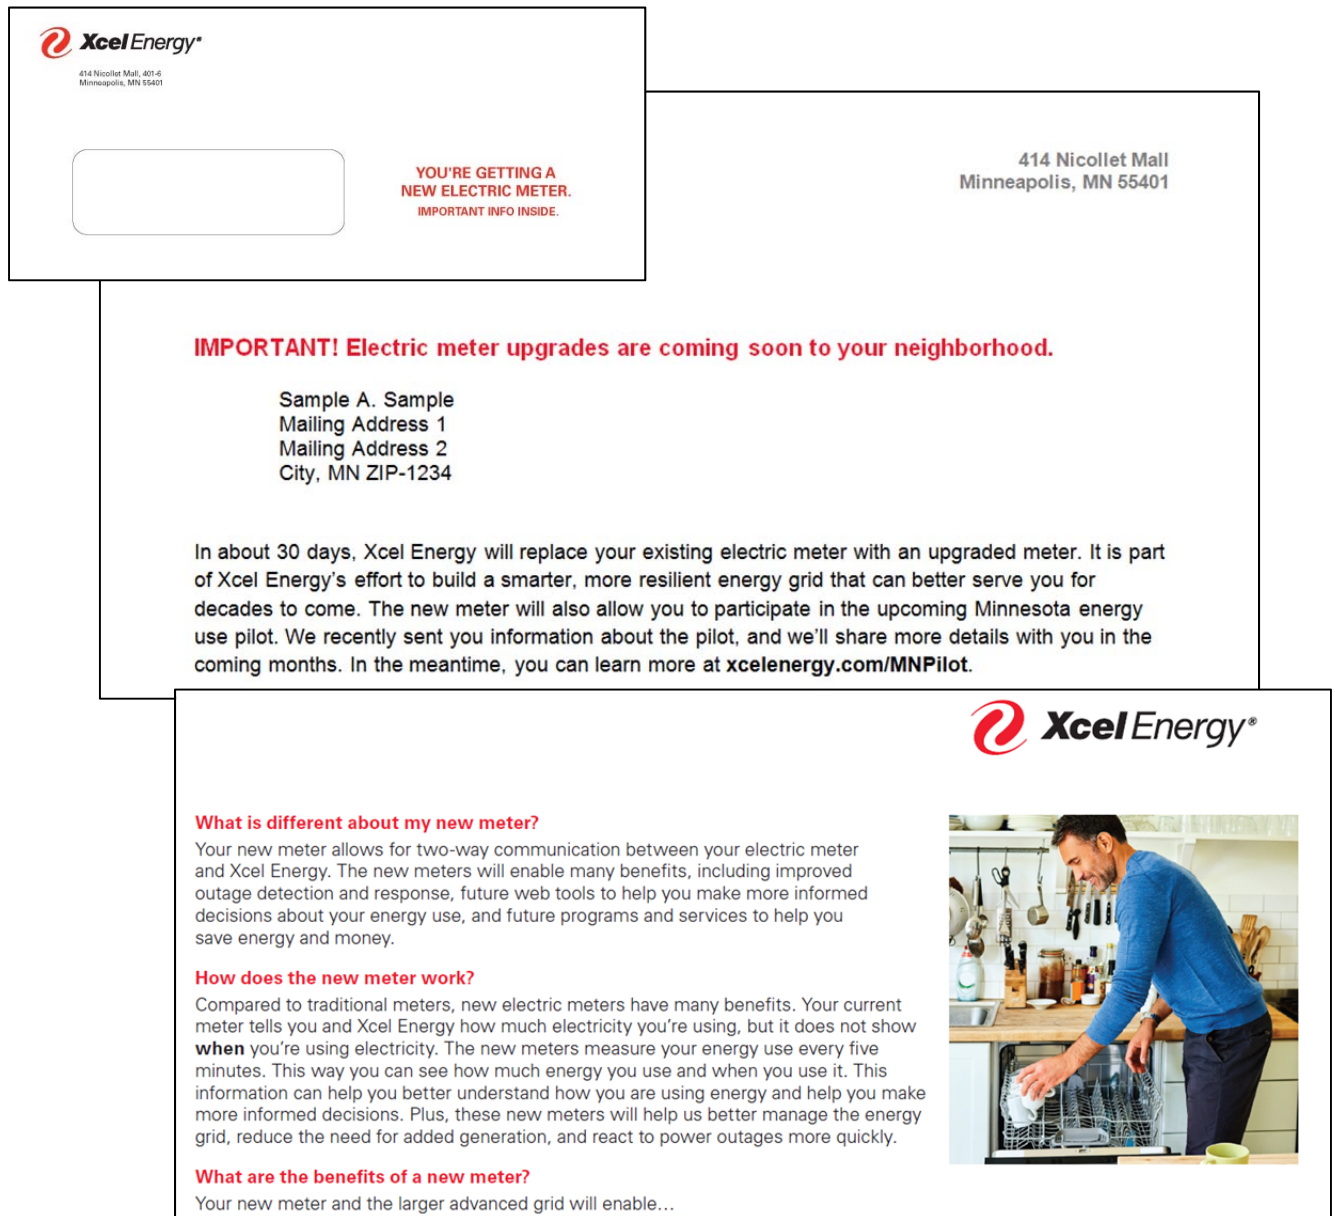 Xcel Energy®
414 Nicollet Mall, 401-6
Minneapolis, MN 55401
YOU'RE GETTING A
NEW ELECTRIC METER.
IMPORTANT INFO INSIDE.
414 Nicollet Mall
Minneapolis, MN 55401
IMPORTANT! Electric meter upgrades are coming soon to your neighborhood.
Sample A. Sample
Mailing Address 1
Mailing Address 2
City, MN ZIP-1234
In about 30 days, Xcel Energy will replace your existing electric meter with an upgraded meter. It is part
of Xcel Energy's effort to build a smarter, more resilient energy grid that can better serve you for
decades to come. The new meter will also allow you to participate in the upcoming Minnesota energy
use pilot. We recently sent you information about the pilot, and we'll share more details with you in the
coming months. In the meantime, you can learn more at xcelenergy.com/MNPilot.
Xcel Energy®
What is different about my new meter?
Your new meter allows for two-way communication between your electric meter
and Xcel Energy. The new meters will enable many benefits, including improved
outage detection and response, future web tools to help you make more informed
decisions about your energy use, and future programs and services to help you
save energy and money.
How does the new meter work?
Compared to traditional meters, new electric meters have many benefits. Your current
meter tells you and Xcel Energy how much electricity you're using, but it does not show
when you're using electricity. The new meters measure your energy use every five
minutes. This way you can see how much energy you use and when you use it. This
information can help you better understand how you are using energy and help you make
more informed decisions. Plus, these new meters will help us better manage the energy
grid, reduce the need for added generation, and react to power outages more quickly.
What are the benefits of a new meter?
Your new meter and the larger advanced grid will enable…